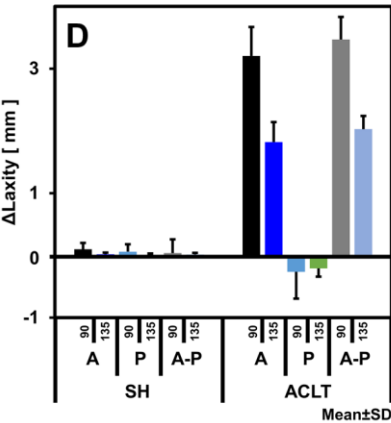 D
ΔLaxity [ mm ]
3
1
0
-1
90 135 90 135 90 135 90 135 90 135 90 135
A P A-P A P A-P
SH ACLT
Mean±SD